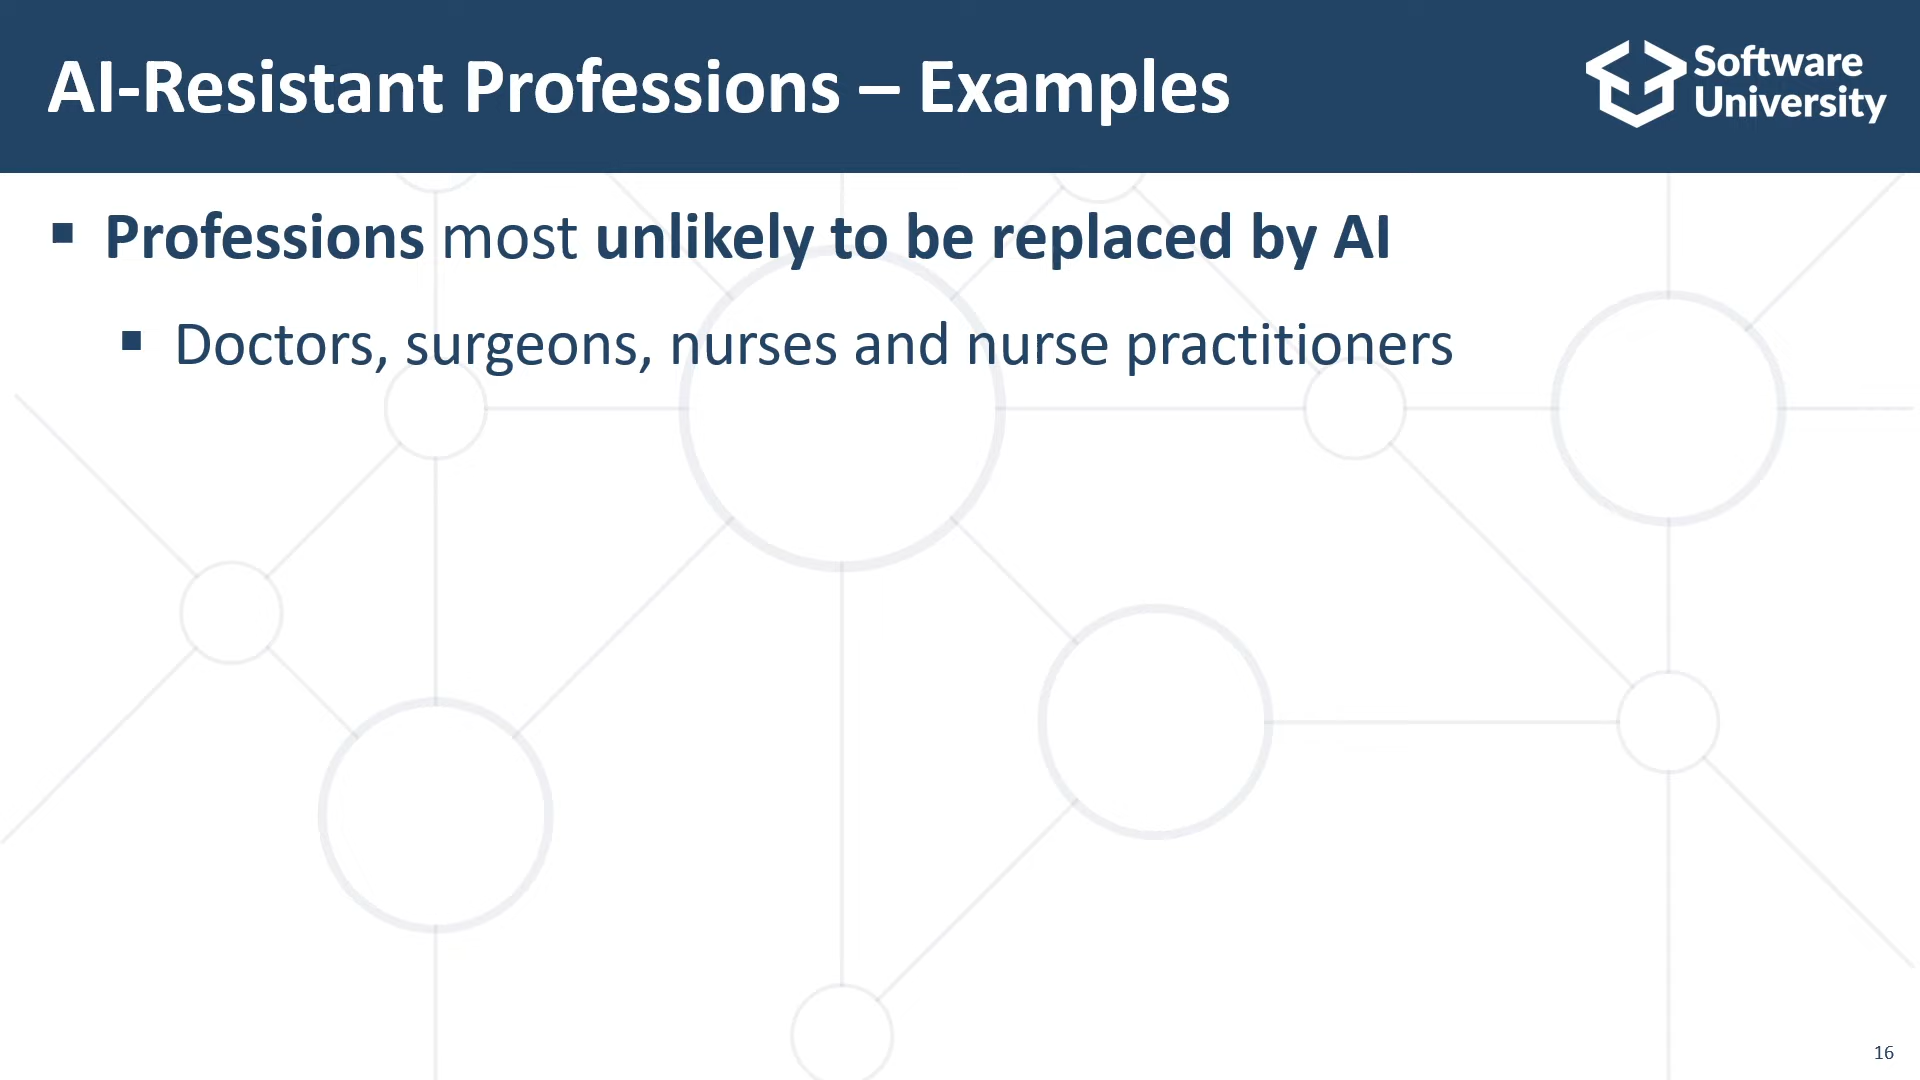 AI-Resistant Professions – Examples
Software
University
▪ Professions most unlikely to be replaced by AI
▪ Doctors, surgeons, nurses and nurse practitioners
16